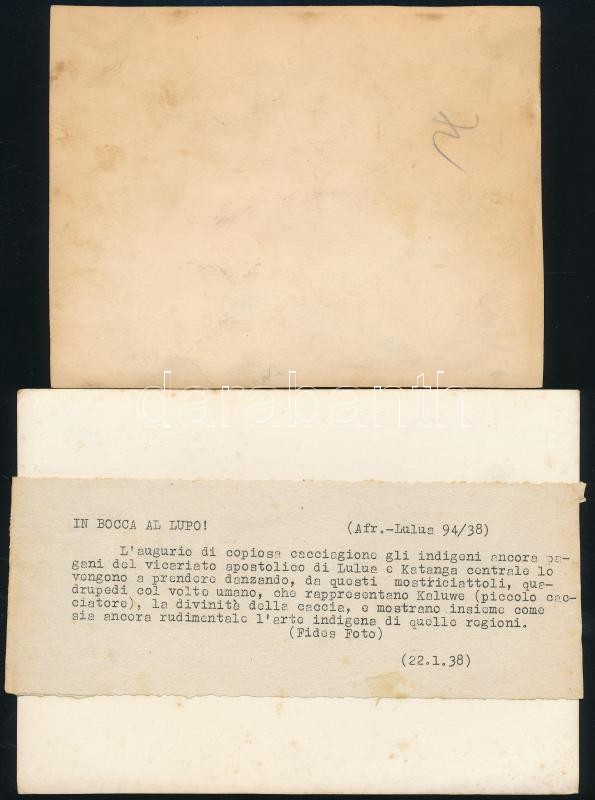 darabanth
IN BOCCA AL LUPO! (Afr.-Lulua 94/38)
L'augurio di copiosa cacciagione gli indigeni ancora pa-
gani del vicariato apostolico di Lulua e Katanga centrale lo
vengono a prendere danzando, da questi mostriciattoli, qua-
drupedi col volto umano, che rappresentano Kaluwe (piccolo cac-
ciatore), la divinità della caccia, e mostrano insieme come
sia ancora rudimentale l'arte indigena di quelle regioni.
(Fides Foto)
(22.1.38)